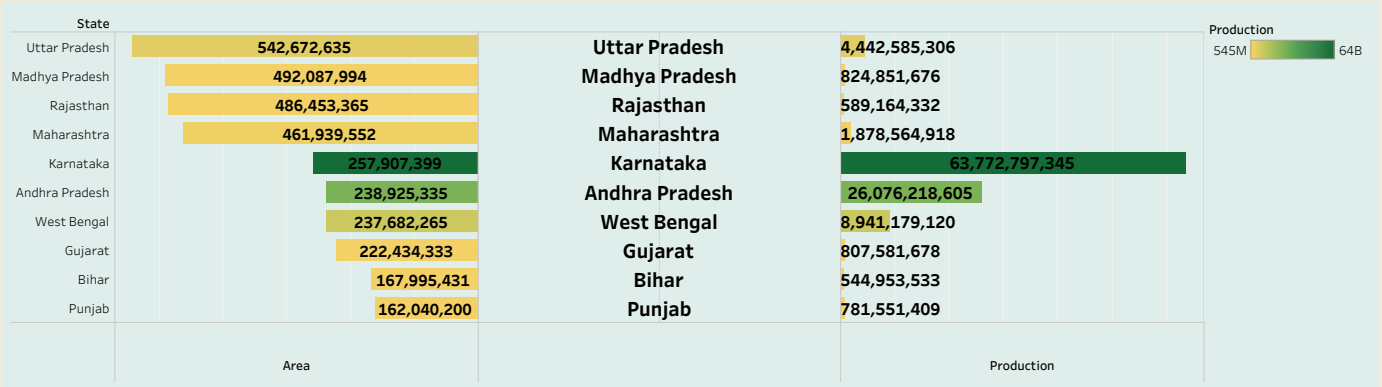 State
Production
545M 64B
Uttar Pradesh 542,672,635 Uttar Pradesh 4,442,585,306
Madhya Pradesh 492,087,994 Madhya Pradesh 824,851,676
Rajasthan 486,453,365 Rajasthan 589,164,332
Maharashtra 461,939,552 Maharashtra 1,878,564,918
Karnataka 257,907,399 Karnataka 63,772,797,345
Andhra Pradesh 238,925,335 Andhra Pradesh 26,076,218,605
West Bengal 237,682,265 West Bengal 8,941,179,120
Gujarat 222,434,333 Gujarat 807,581,678
Bihar 167,995,431 Bihar 544,953,533
Punjab 162,040,200 Punjab 781,551,409
Area Production